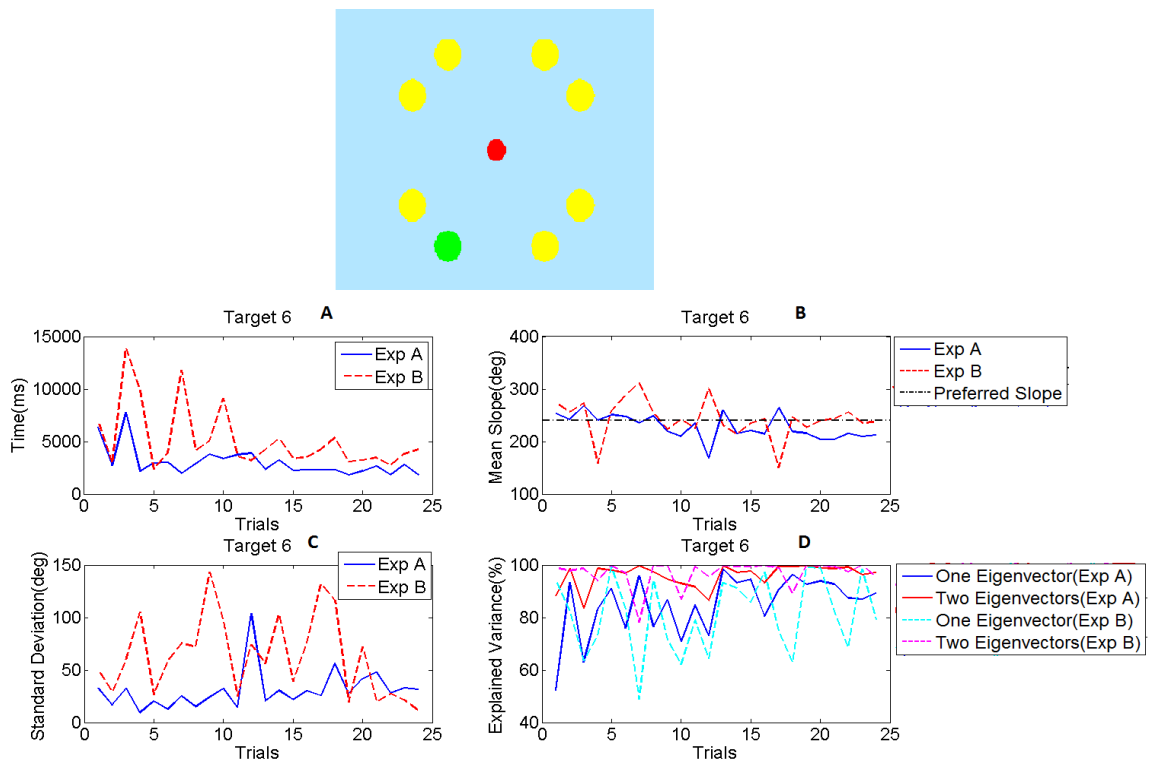 Target 6 A
Time(ms)
15000
10000
5000
0
0 5 10 15 20 25
Trials
Exp A
Exp B
Target 6 B
Mean Slope(deg)
400
300
200
100
0 5 10 15 20 25
Trials
Exp A
Exp B
Preferred Slope
Target 6 C
Standard Deviation(deg)
150
100
50
0
0 5 10 15 20 25
Trials
Exp A
Exp B
Target 6 D
Explained Variance(%)
100
80
60
40
0 5 10 15 20 25
Trials
One Eigenvector(Exp A)
Two Eigenvectors(Exp A)
One Eigenvector(Exp B)
Two Eigenvectors(Exp B)